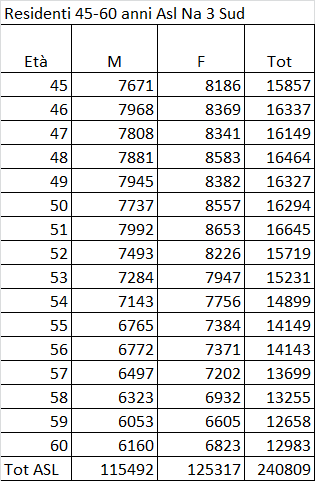 Residenti 45-60 anni Asl Na 3 Sud
Età M F Tot
45 7671 8186 15857
46 7968 8369 16337
47 7808 8341 16149
48 7881 8583 16464
49 7945 8382 16327
50 7737 8557 16294
51 7992 8653 16645
52 7493 8226 15719
53 7284 7947 15231
54 7143 7756 14899
55 6765 7384 14149
56 6772 7371 14143
57 6497 7202 13699
58 6323 6932 13255
59 6053 6605 12658
60 6160 6823 12983
Tot ASL 115492 125317 240809